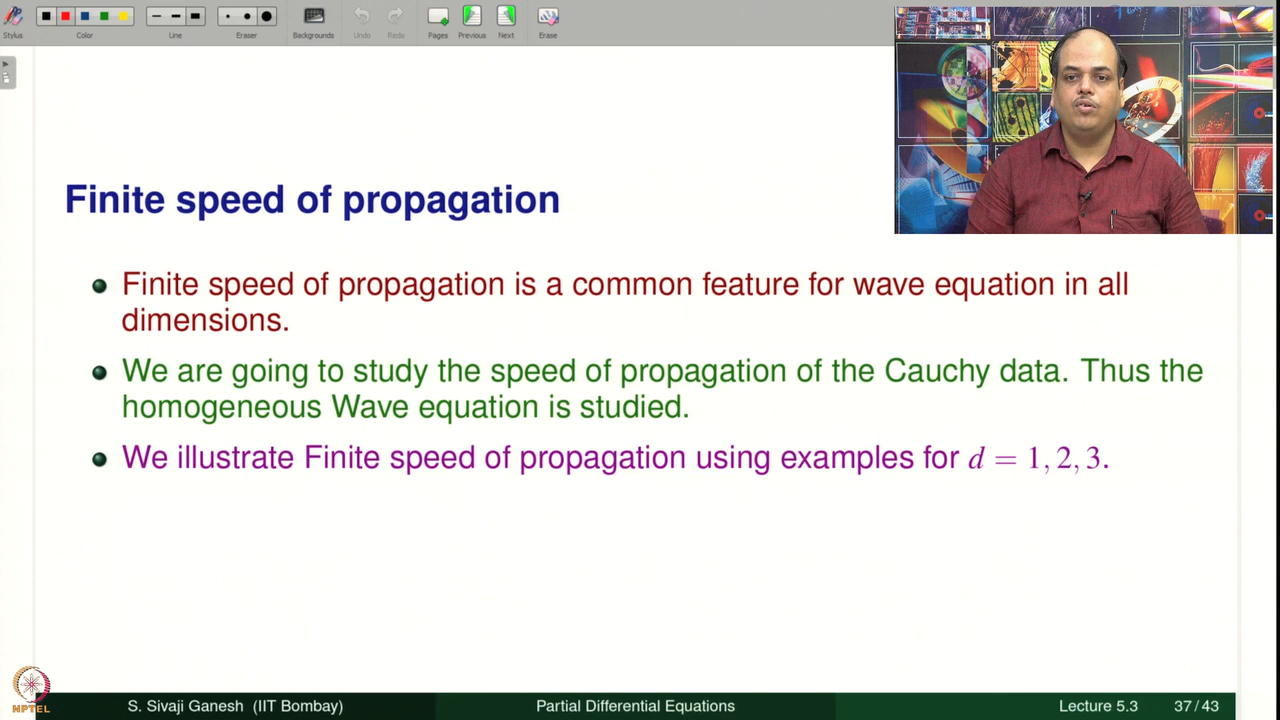 Stylus
Color
Line
Eraser
Backgrounds
Undo
Redo
Pages
Previous
Next
Erase
Finite speed of propagation
Finite speed of propagation is a common feature for wave equation in all
dimensions.
We are going to study the speed of propagation of the Cauchy data. Thus the
homogeneous Wave equation is studied.
We illustrate Finite speed of propagation using examples for d = 1, 2, 3.
NPTEL
S. Sivaji Ganesh (IIT Bombay)
Partial Differential Equations
Lecture 5.3
37 / 43